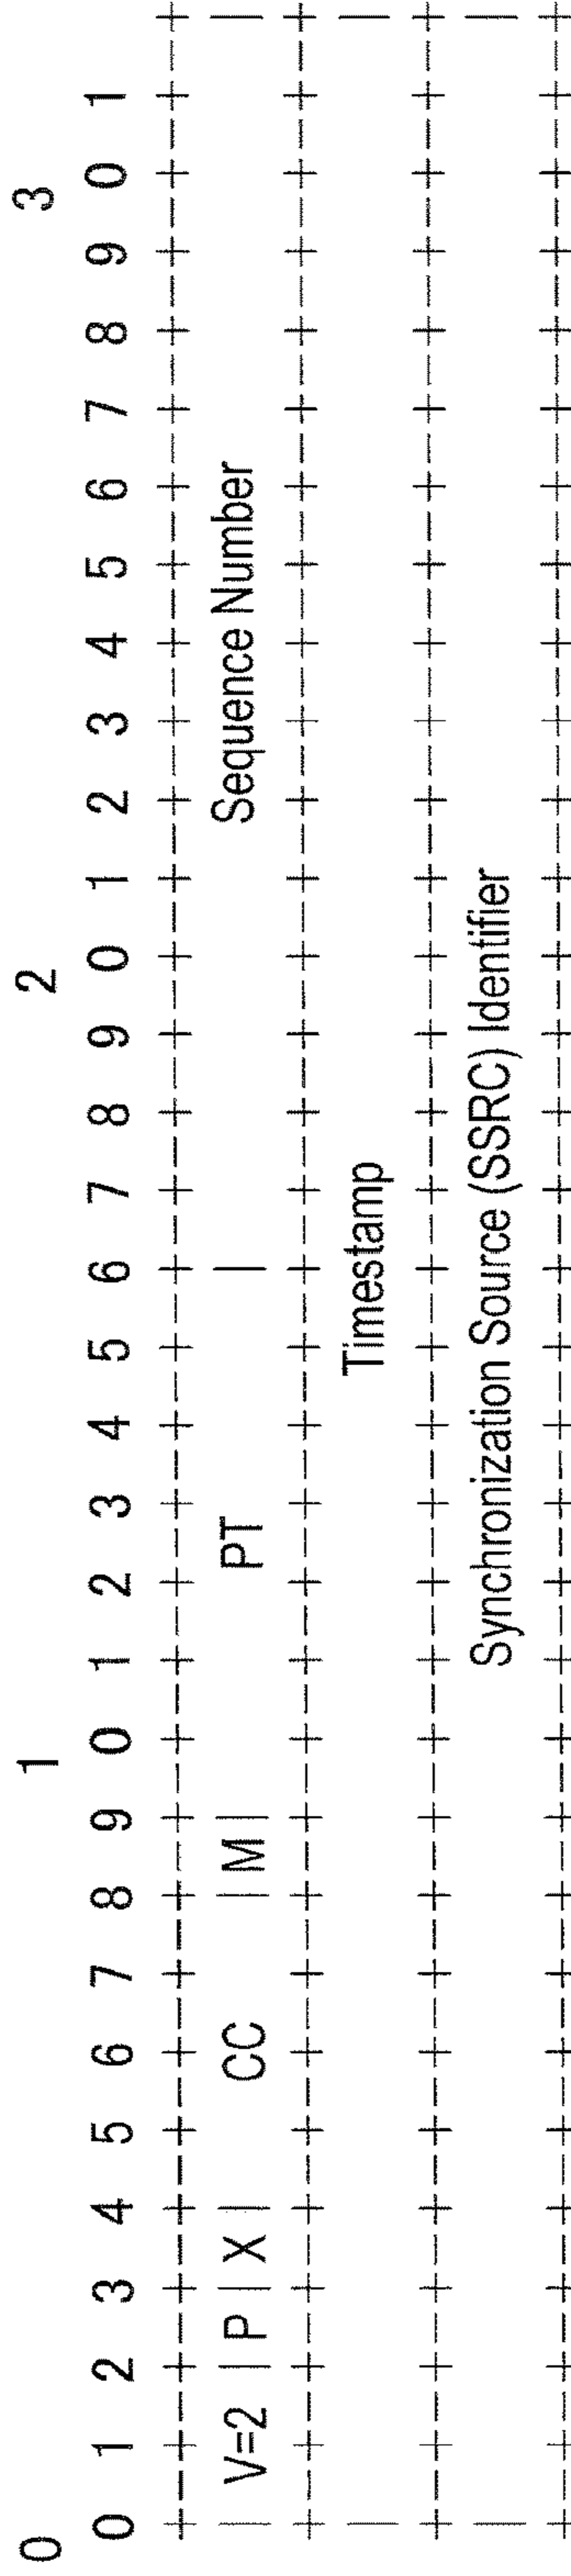 0 1 2 3
0 1 2 3 4 5 6 7 8 9 0 1 2 3 4 5 6 7 8 9 0 1 2 3 4 5 6 7 8 9 0 1
+--+--+--+--+--+--+--+--+--+--+--+--+--+--+--+--+--+--+--+--+--+--+--+--+--+--+--+--+--+--+--+--+
| V=2 | P | X | CC | M | PT | Sequence Number |
+--+--+--+--+--+--+--+--+--+--+--+--+--+--+--+--+--+--+--+--+--+--+--+--+--+--+--+--+--+--+--+--+
| Timestamp |
+--+--+--+--+--+--+--+--+--+--+--+--+--+--+--+--+--+--+--+--+--+--+--+--+--+--+--+--+--+--+--+--+
| Synchronization Source (SSRC) Identifier |
+--+--+--+--+--+--+--+--+--+--+--+--+--+--+--+--+--+--+--+--+--+--+--+--+--+--+--+--+--+--+--+--+